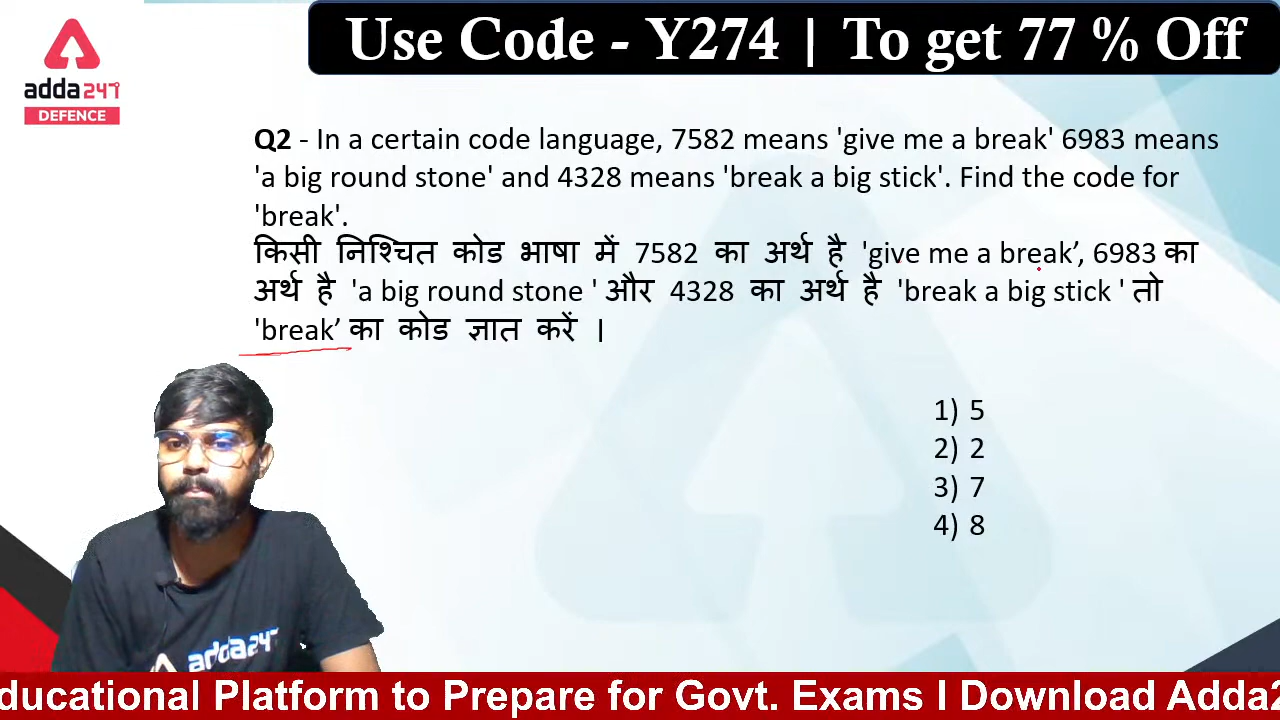 Use Code - Y274 | To get 77 % Off
adda247
DEFENCE
Q2 - In a certain code language, 7582 means 'give me a break' 6983 means
'a big round stone' and 4328 means 'break a big stick'. Find the code for
'break'.
किसी निश्चित कोड भाषा में 7582 का अर्थ है 'give me a break’, 6983 का
अर्थ है 'a big round stone ' और 4328 का अर्थ है 'break a big stick ' तो
'break’ का कोड ज्ञात करें ।
1) 5
2) 2
3) 7
4) 8
adda247
ducational Platform to Prepare for Govt. Exams I Download Adda2